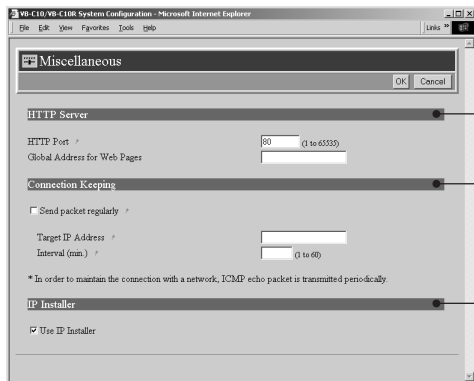 VB-C10/VB-C10R System Configuration - Microsoft Internet Explorer
File Edit View Favorites Tools Help Links »
Miscellaneous
OK Cancel
HTTP Server
HTTP Port 80 (1 to 65535)
Global Address for Web Pages
Connection Keeping
Send packet regularly
Target IP Address
Interval (min.) (1 to 60)
* In order to maintain the connection with a network, ICMP echo packet is transmitted periodically.
IP Installer
Use IP Installer